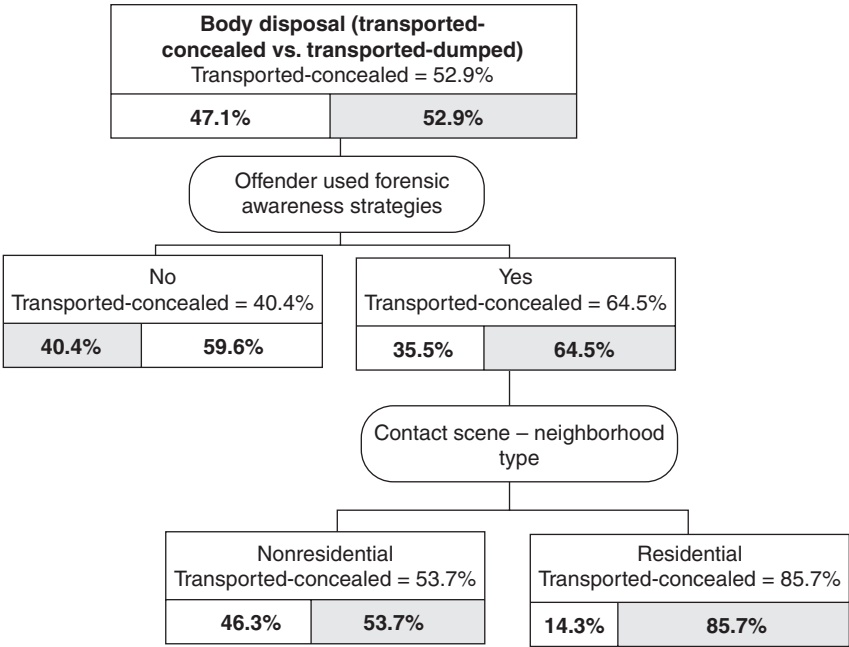 Body disposal (transported-
concealed vs. transported-dumped)
Transported-concealed = 52.9%
47.1% 52.9%
Offender used forensic
awareness strategies
No
Transported-concealed = 40.4%
40.4% 59.6%
Yes
Transported-concealed = 64.5%
35.5% 64.5%
Contact scene – neighborhood
type
Nonresidential
Transported-concealed = 53.7%
46.3% 53.7%
Residential
Transported-concealed = 85.7%
14.3% 85.7%